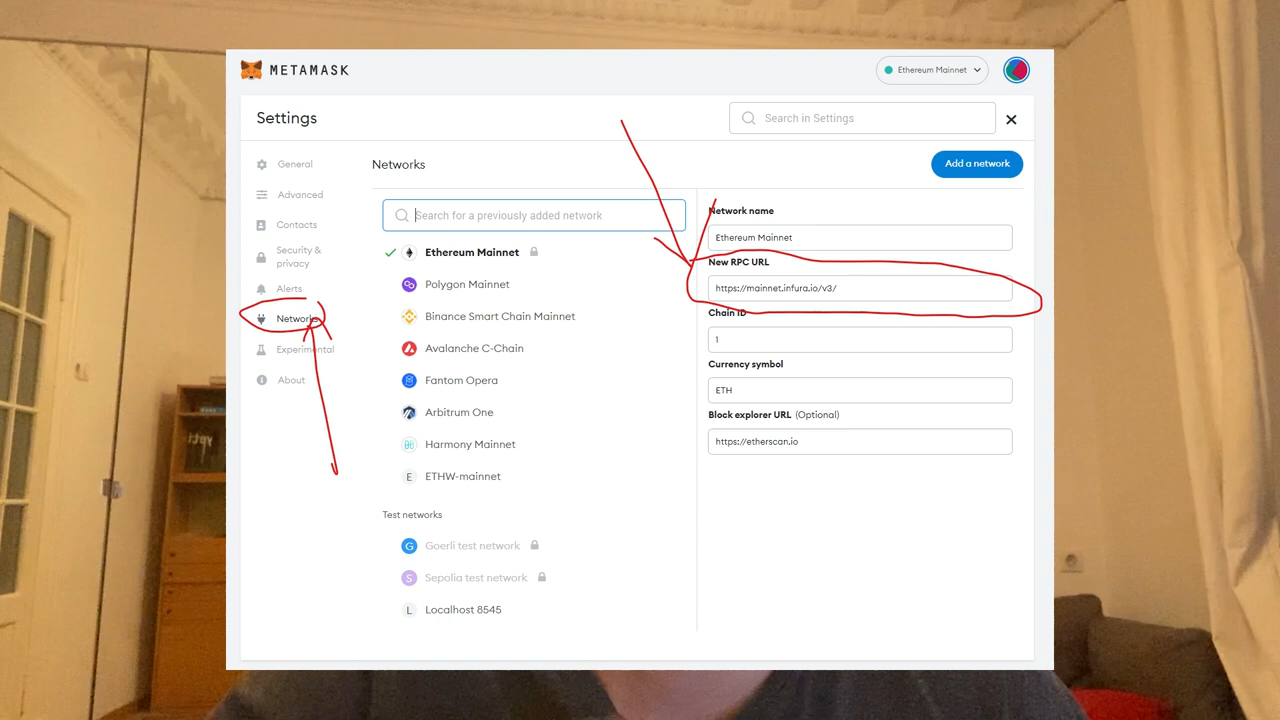 METAMASK
Ethereum Mainnet
Settings
Search in Settings
General
Advanced
Contacts
Security &
privacy
Alerts
Networks
Experimental
About
Networks
Add a network
Search for a previously added network
Ethereum Mainnet
Polygon Mainnet
Binance Smart Chain Mainnet
Avalanche C-Chain
Fantom Opera
Arbitrum One
Harmony Mainnet
E ETHW-mainnet
Test networks
G Goerli test network
S Sepolia test network
L Localhost 8545
Network name
Ethereum Mainnet
New RPC URL
https://mainnet.infura.io/v3/
Chain ID
1
Currency symbol
ETH
Block explorer URL (Optional)
https://etherscan.io
yeti